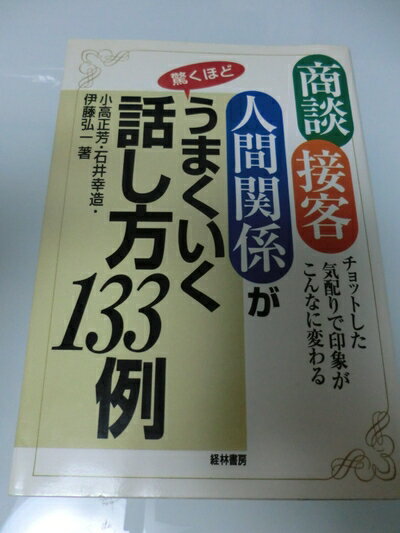 商談
接客
チョットした
気配りで印象が
こんなに変わる
人間関係が
驚くほど
うまくいく
話し方133例
小高正芳・石井幸造・
伊藤弘一 著
経林書房